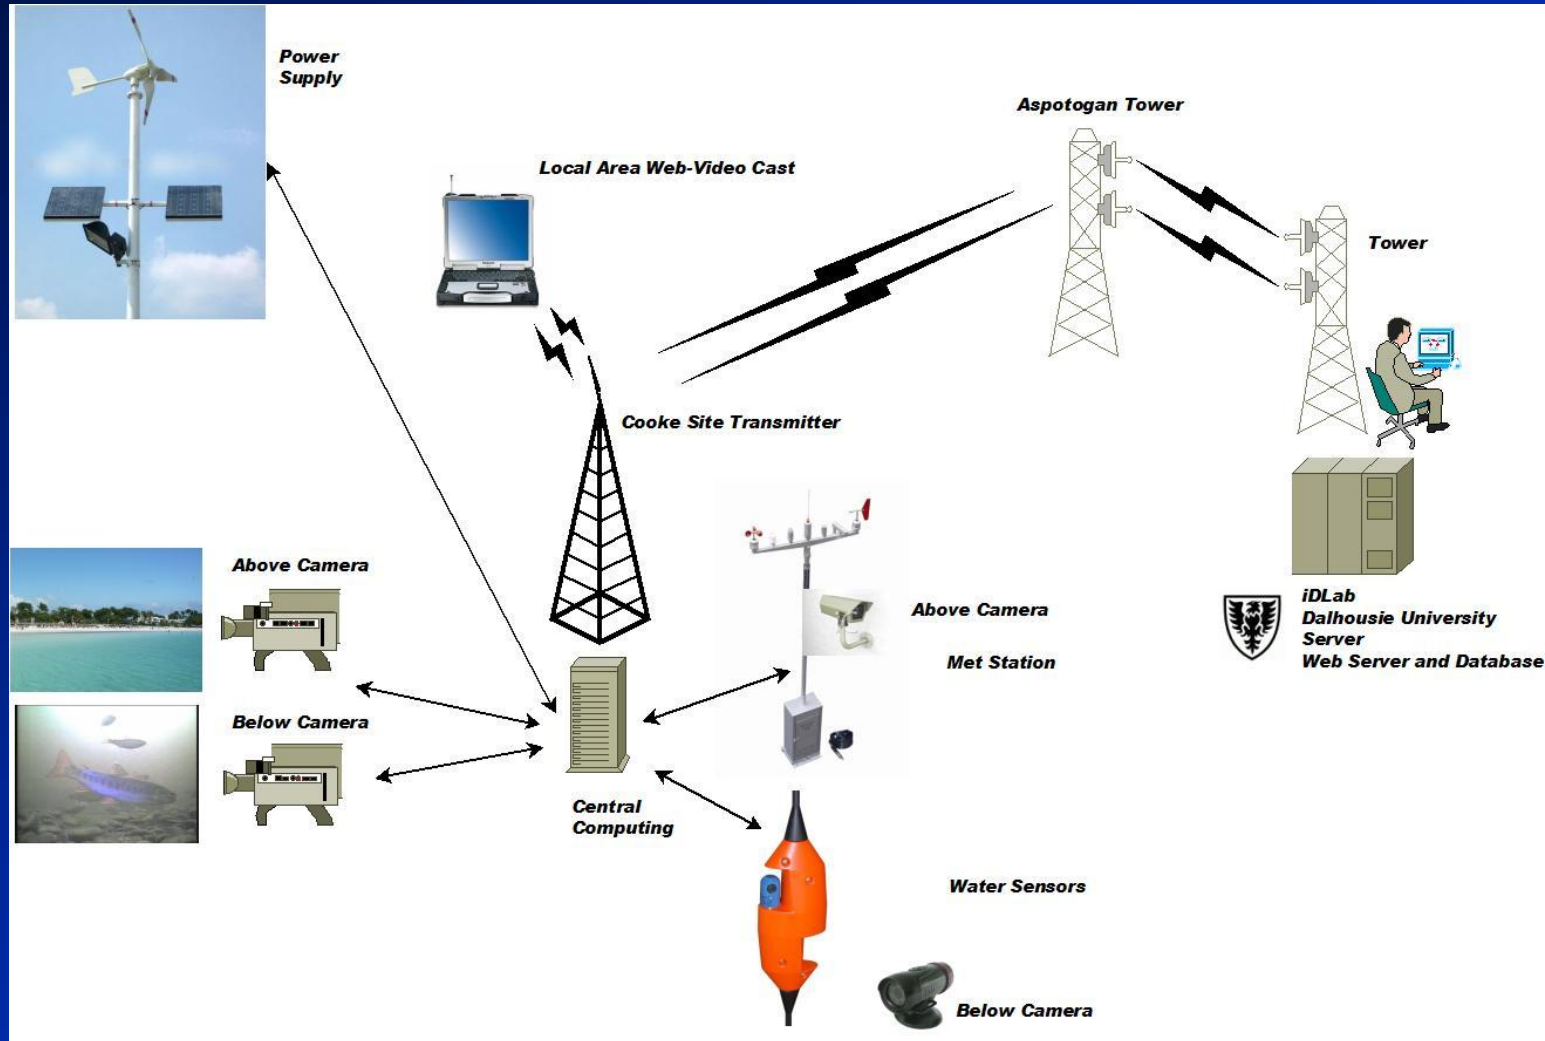 Power
Supply
Aspotogan Tower
Local Area Web-Video Cast
Tower
Cooke Site Transmitter
Above Camera
Above Camera
iDLab
Dalhousie University
Server
Web Server and Database
Met Station
Below Camera
Central
Computing
Water Sensors
Below Camera